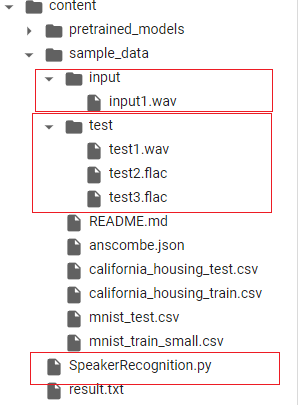 content
pretrained_models
sample_data
input
input1.wav
test
test1.wav
test2.flac
test3.flac
README.md
anscombe.json
california_housing_test.csv
california_housing_train.csv
mnist_test.csv
mnist_train_small.csv
SpeakerRecognition.py
result.txt